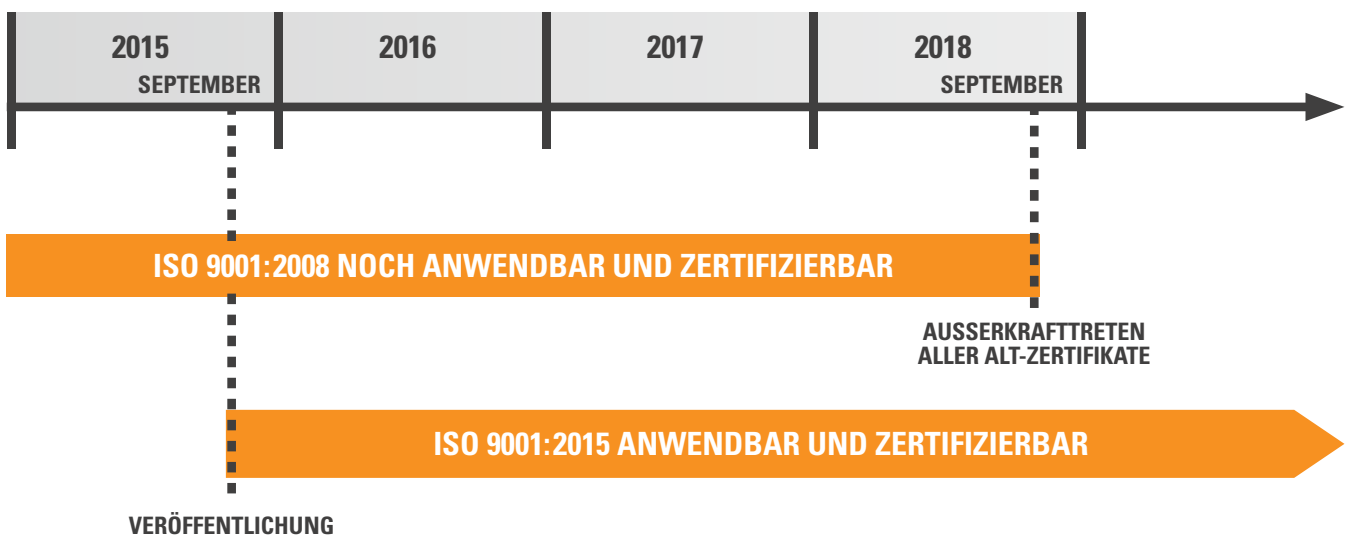 2015
SEPTEMBER
2016
2017
2018
SEPTEMBER
ISO 9001:2008 NOCH ANWENDBAR UND ZERTIFIZIERBAR
AUSSERKRAFTTRETEN
ALLER ALT-ZERTIFIKATE
ISO 9001:2015 ANWENDBAR UND ZERTIFIZIERBAR
VERÖFFENTLICHUNG